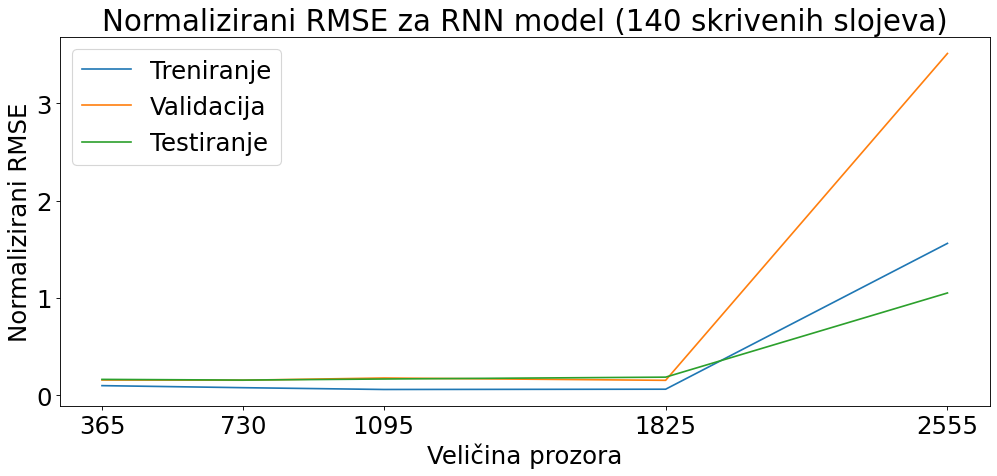 Normalizirani RMSE za RNN model (140 skrivenih slojeva)
Treniranje
Validacija
Testiranje
Normalizirani RMSE
3
2
1
0
365 730 1095 1825 2555
Veličina prozora